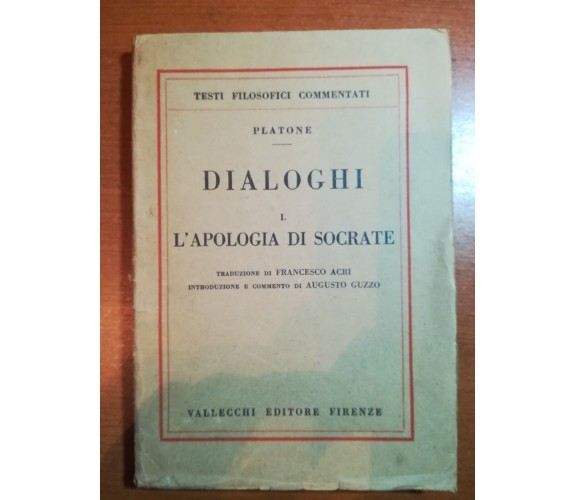 TESTI FILOSOFICI COMMENTATI
PLATONE
DIALOGHI
I.
L'APOLOGIA DI SOCRATE
TRADUZIONE DI FRANCESCO ACRI
INTRODUZIONE E COMMENTO DI AUGUSTO GUZZO
VALLECCHI EDITORE FIRENZE